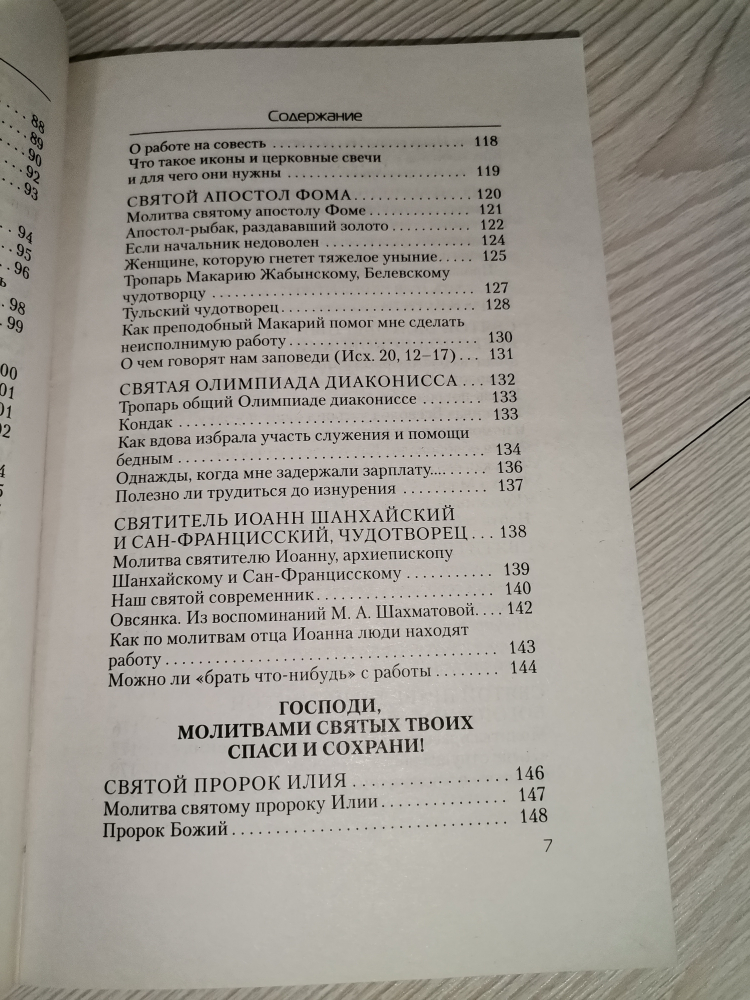 88
89
90
92
93
94
95
96
98
99
00
01
01
02
4
5
Содержание
О работе на совесть .......................... 118
Что такое иконы и церковные свечи
и для чего они нужны ......................... 119
СВЯТОЙ АПОСТОЛ ФОМА................. 120
Молитва святому апостолу Фоме................ 121
Апостол-рыбак, раздававший золото ............ 122
Если начальник недоволен ..................... 124
Женщине, которую гнетет тяжелое уныние..... 125
Тропарь Макарию Жабынскому, Белевскому
чудотворцу .................................. 127
Тульский чудотворец.......................... 128
Как преподобный Макарий помог мне сделать
неисполнимую работу......................... 130
О чем говорят нам заповеди (Исх. 20, 12–17)... 131
СВЯТАЯ ОЛИМПИАДА ДИАКОНИССА ... 132
Тропарь общий Олимпиаде диакониссе ........ 133
Кондак ...................................... 133
Как вдова избрала участь служения и помощи
бедным ...................................... 134
Однажды, когда мне задержали зарплату......... 136
Полезно ли трудиться до изнурения ........... 137
СВЯТИТЕЛЬ ИОАНН ШАНХАЙСКИЙ
И САН-ФРАНЦИССКИЙ, ЧУДОТВОРЕЦ... 138
Молитва святителю Иоанну, архиепископу
Шанхайскому и Сан-Францисскому ........... 139
Наш святой современник...................... 140
Овсянка. Из воспоминаний М. А. Шахматовой.... 142
Как по молитвам отца Иоанна люди находят
работу ...................................... 143
Можно ли «брать что-нибудь» с работы ........ 144
ГОСПОДИ,
МОЛИТВАМИ СВЯТЫХ ТВОИХ
СПАСИ И СОХРАНИ!
СВЯТОЙ ПРОРОК ИЛИЯ ................. 146
Молитва святому пророку Илии.............. 147
Пророк Божий............................... 148
7